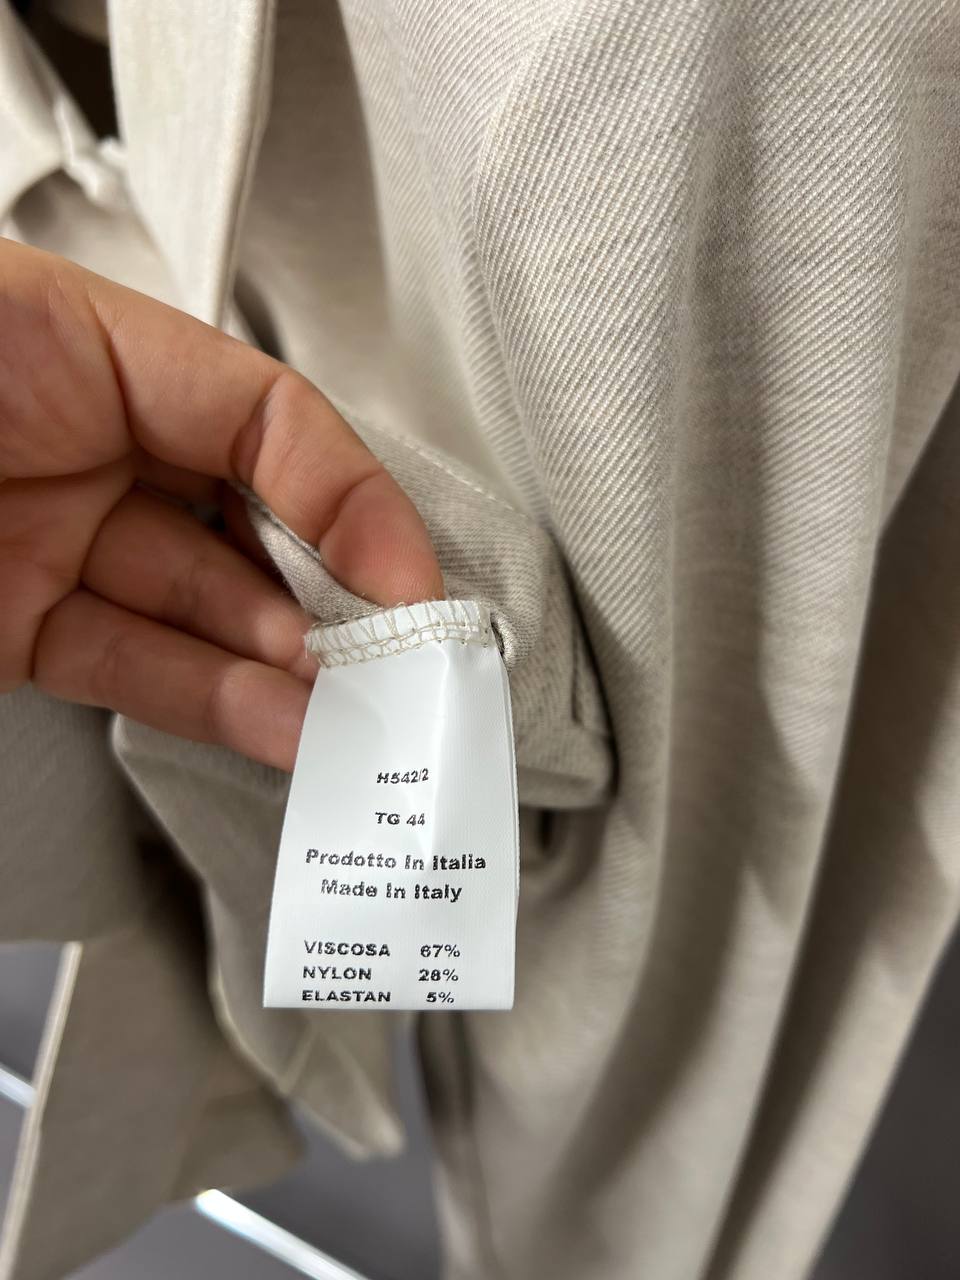 H542/2
TG 44
Prodotto In Italia
Made In Italy
VISCOSA 67%
NYLON 28%
ELASTAN 5%